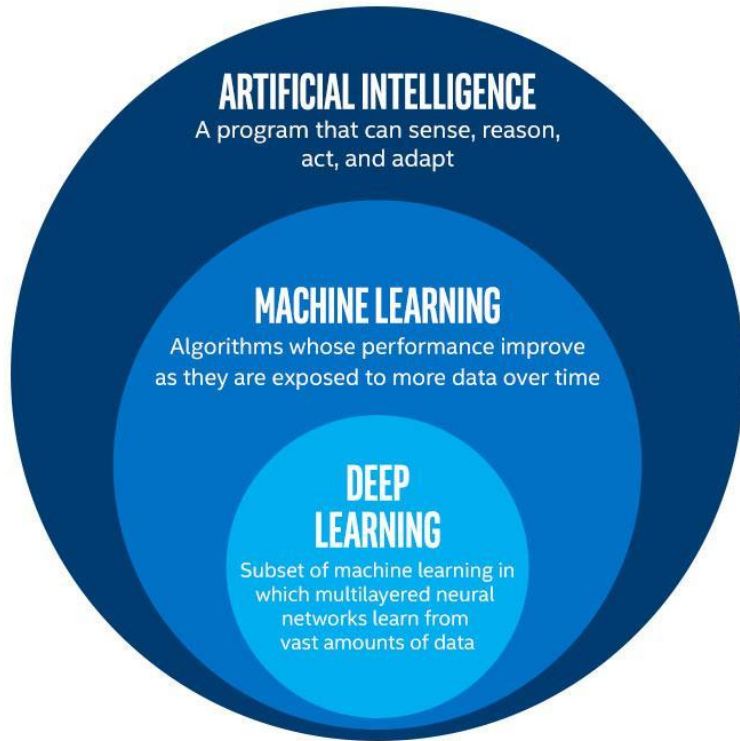 ARTIFICIAL INTELLIGENCE
A program that can sense, reason,
act, and adapt
MACHINE LEARNING
Algorithms whose performance improve
as they are exposed to more data over time
DEEP
LEARNING
Subset of machine learning in
which multilayered neural
networks learn from
vast amounts of data